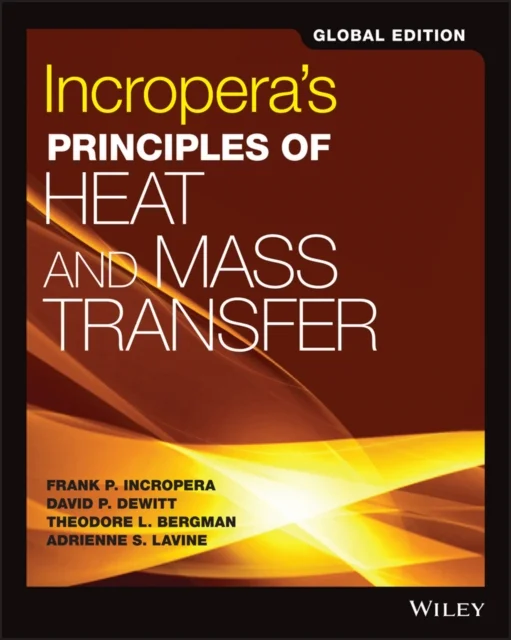 GLOBAL EDITION
Incropera's
PRINCIPLES OF
HEAT
AND MASS
TRANSFER
FRANK P. INCROPERA
DAVID P. DEWITT
THEODORE L. BERGMAN
ADRIENNE S. LAVINE
WILEY